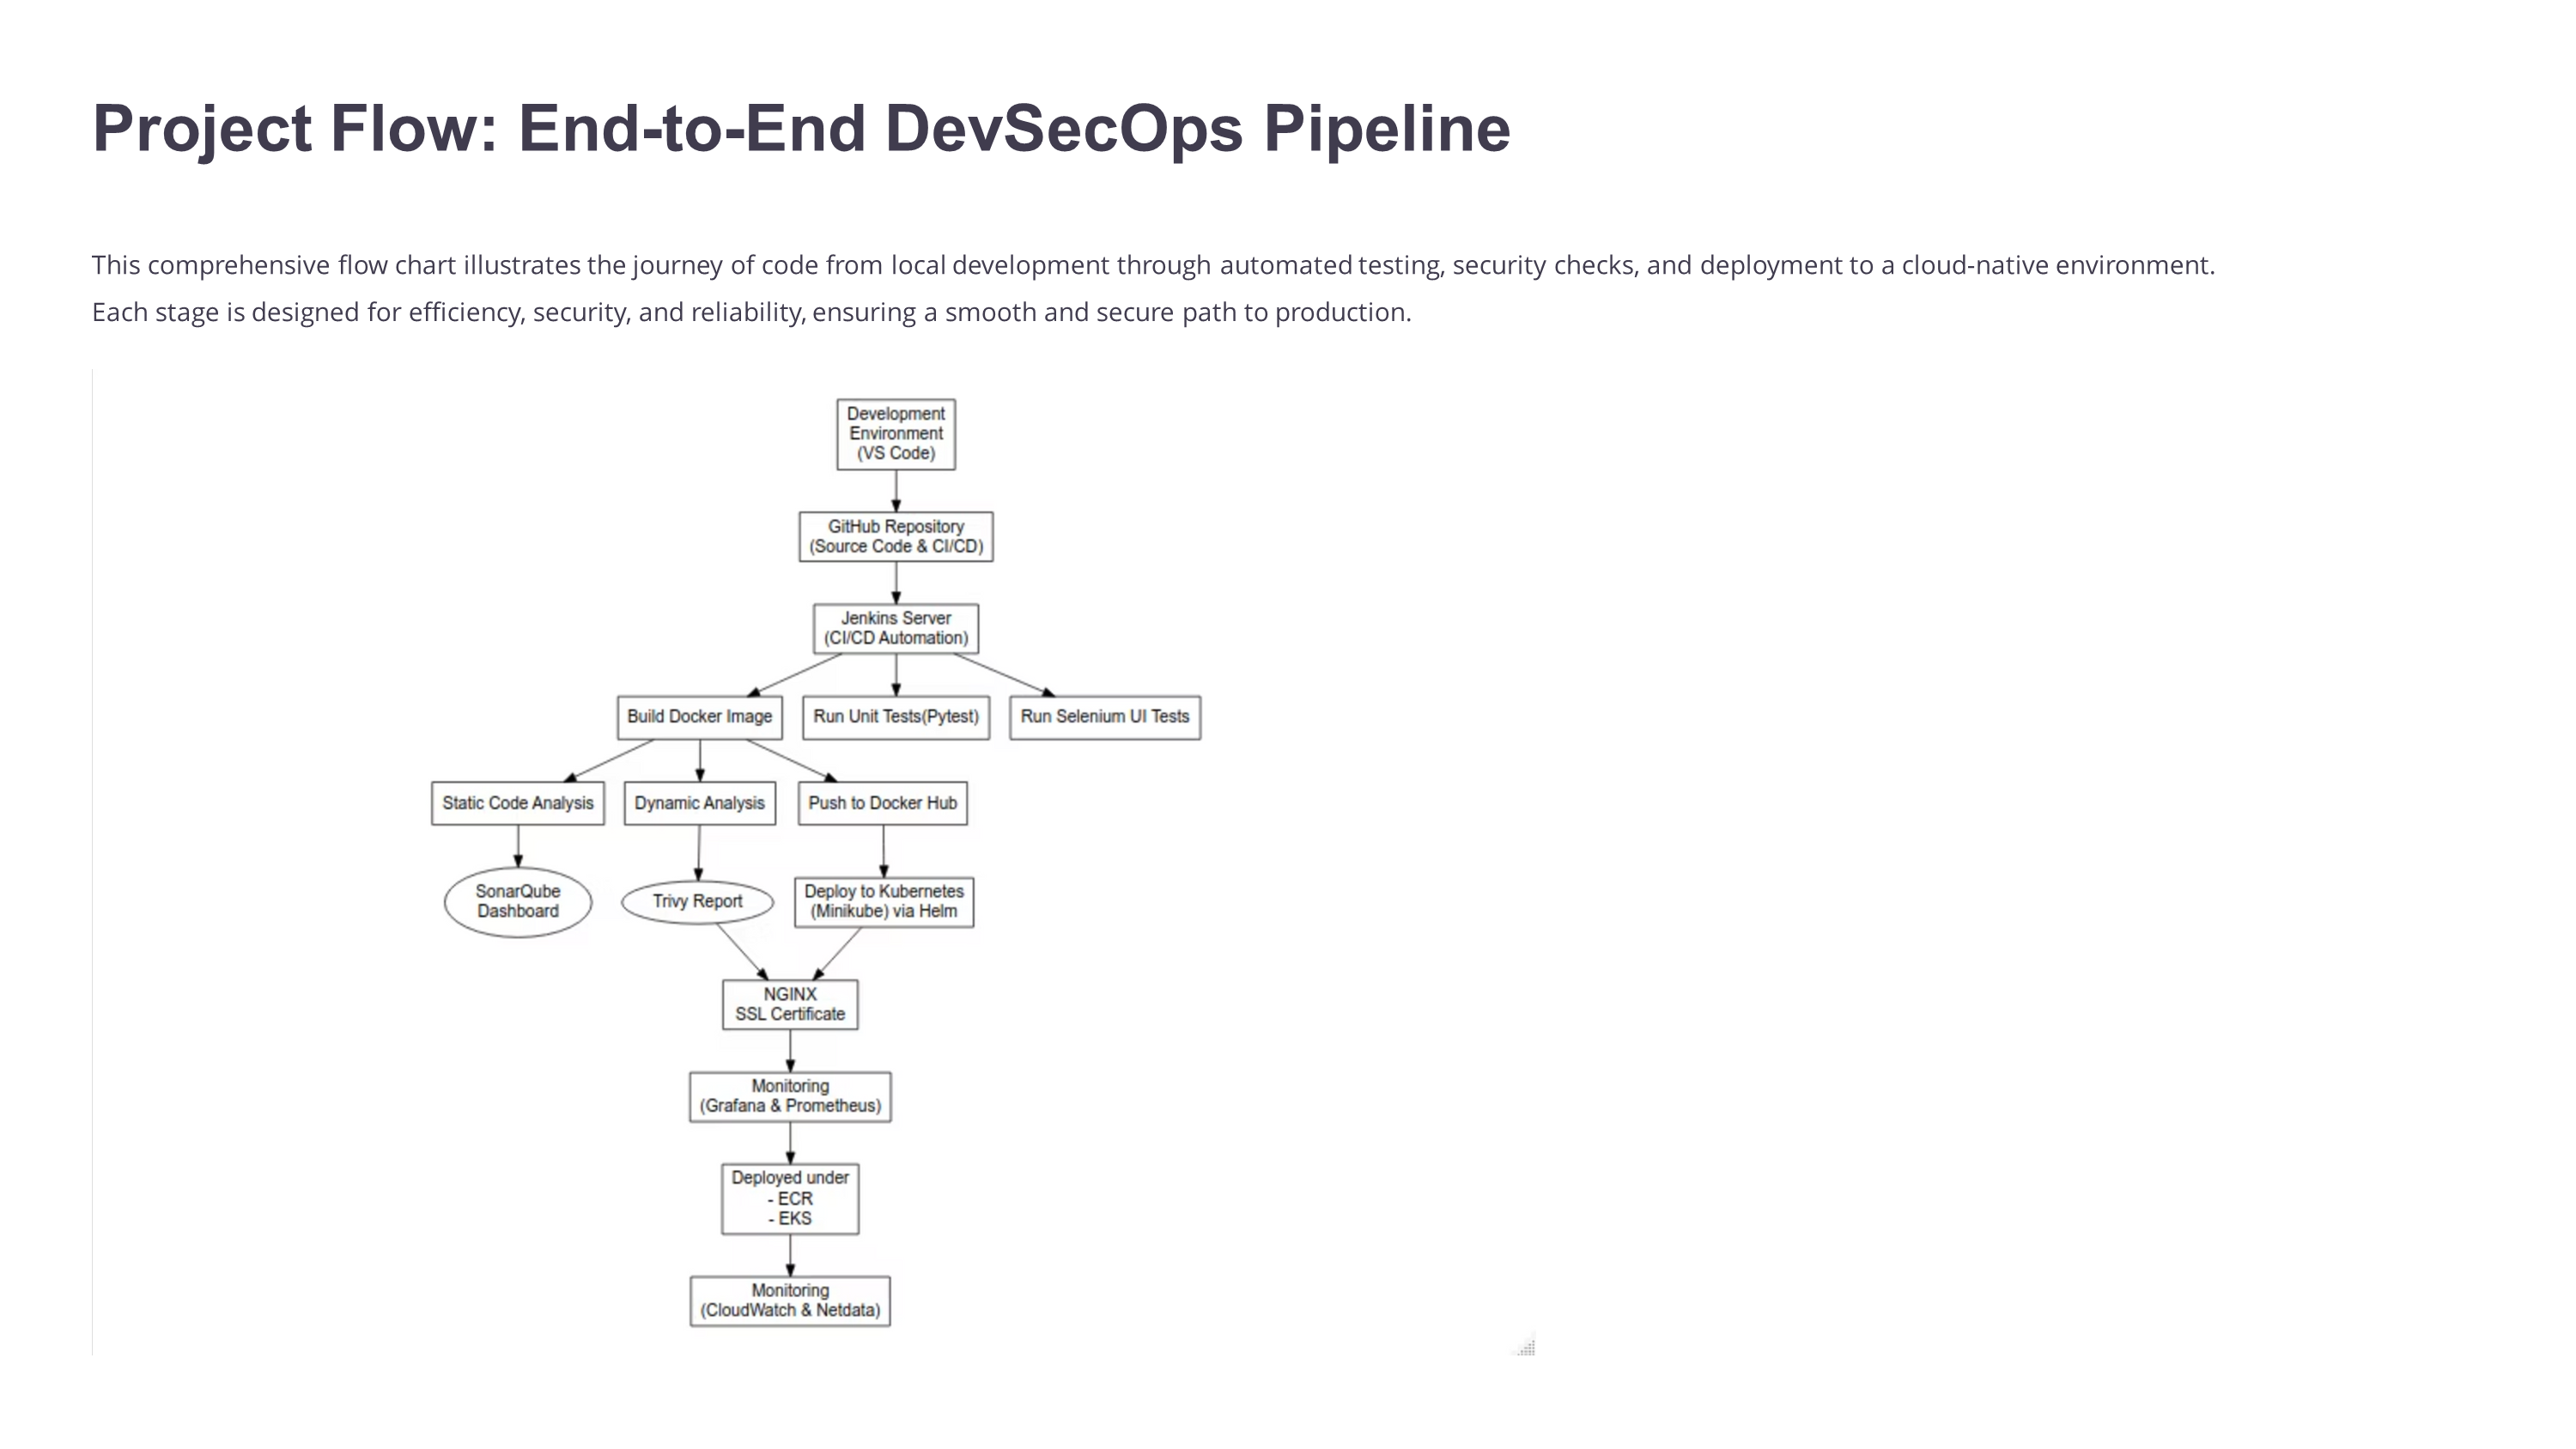 Project Flow: End-to-End DevSecOps Pipeline
This comprehensive flow chart illustrates the journey of code from local development through automated testing, security checks, and deployment to a cloud-native environment.
Each stage is designed for efficiency, security, and reliability, ensuring a smooth and secure path to production.
Development
Environment
(VS Code)
GitHub Repository
(Source Code & CI/CD)
Jenkins Server
(CI/CD Automation)
Build Docker Image
Run Unit Tests(Pytest)
Run Selenium UI Tests
Static Code Analysis
Dynamic Analysis
Push to Docker Hub
SonarQube
Dashboard
Trivy Report
Deploy to Kubernetes
(Minikube) via Helm
NGINX
SSL Certificate
Monitoring
(Grafana & Prometheus)
Deployed under
- ECR
- EKS
Monitoring
(CloudWatch & Netdata)